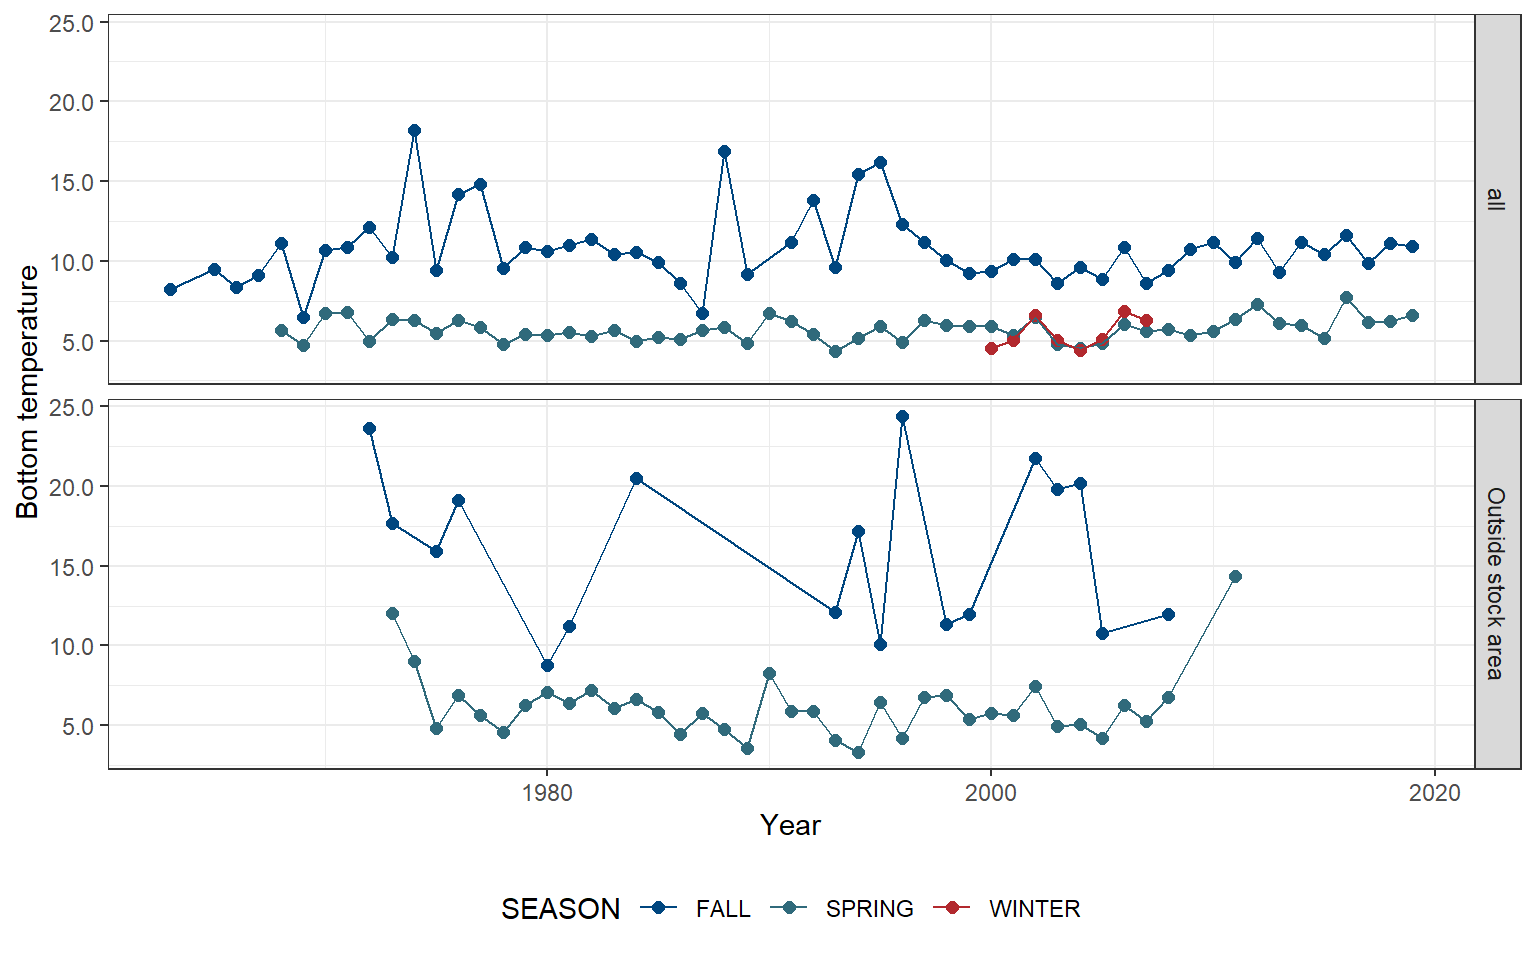 25.0
20.0
15.0
10.0
5.0
all
25.0
20.0
15.0
10.0
5.0
Outside stock area
Bottom temperature
1980 2000 2020
Year
SEASON FALL SPRING WINTER